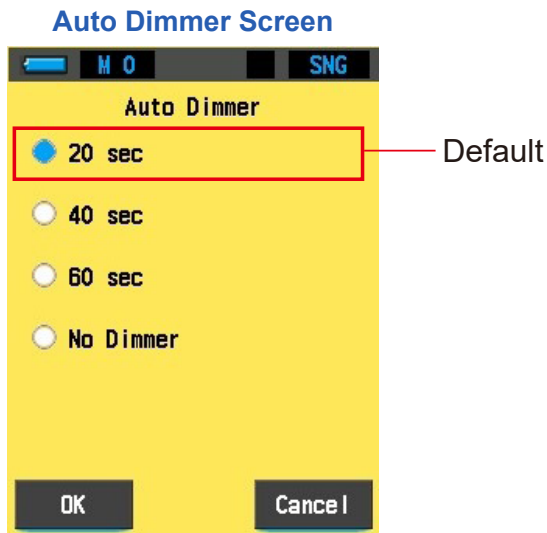 Auto Dimmer Screen
M 0 SNG
Auto Dimmer
20 sec
Default
40 sec
60 sec
No Dimmer
OK Cancel